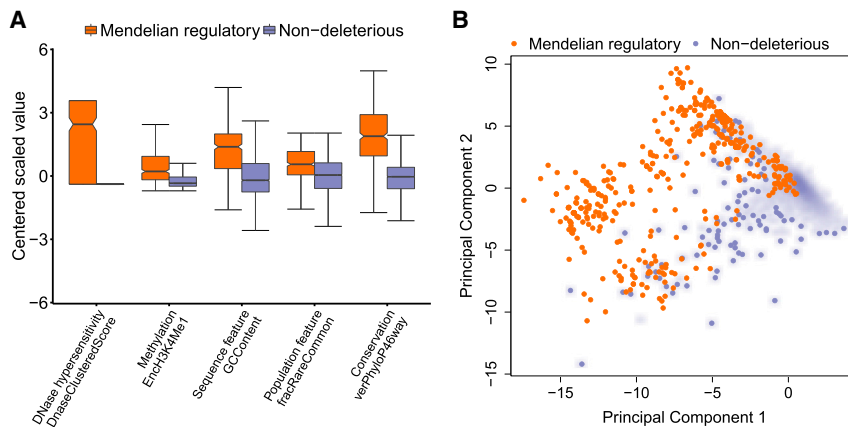 A
Mendelian regulatory
Non−deleterious
6
3
0
−3
−6
Centered scaled value
DNase hypersensitivity
DnaseClusteredScore
Methylation
EncH3K4Me1
Sequence feature
GCContent
Population feature
fracRareCommon
Conservation
verPhyloP46way
B
Mendelian regulatory
Non−deleterious
10
5
0
−5
−10
−15
Principal Component 2
−15
−10
−5
0
Principal Component 1